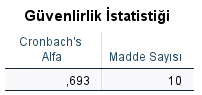 Güvenlirlik İstatistiği
Cronbach's
Alfa Madde Sayısı
,693 10